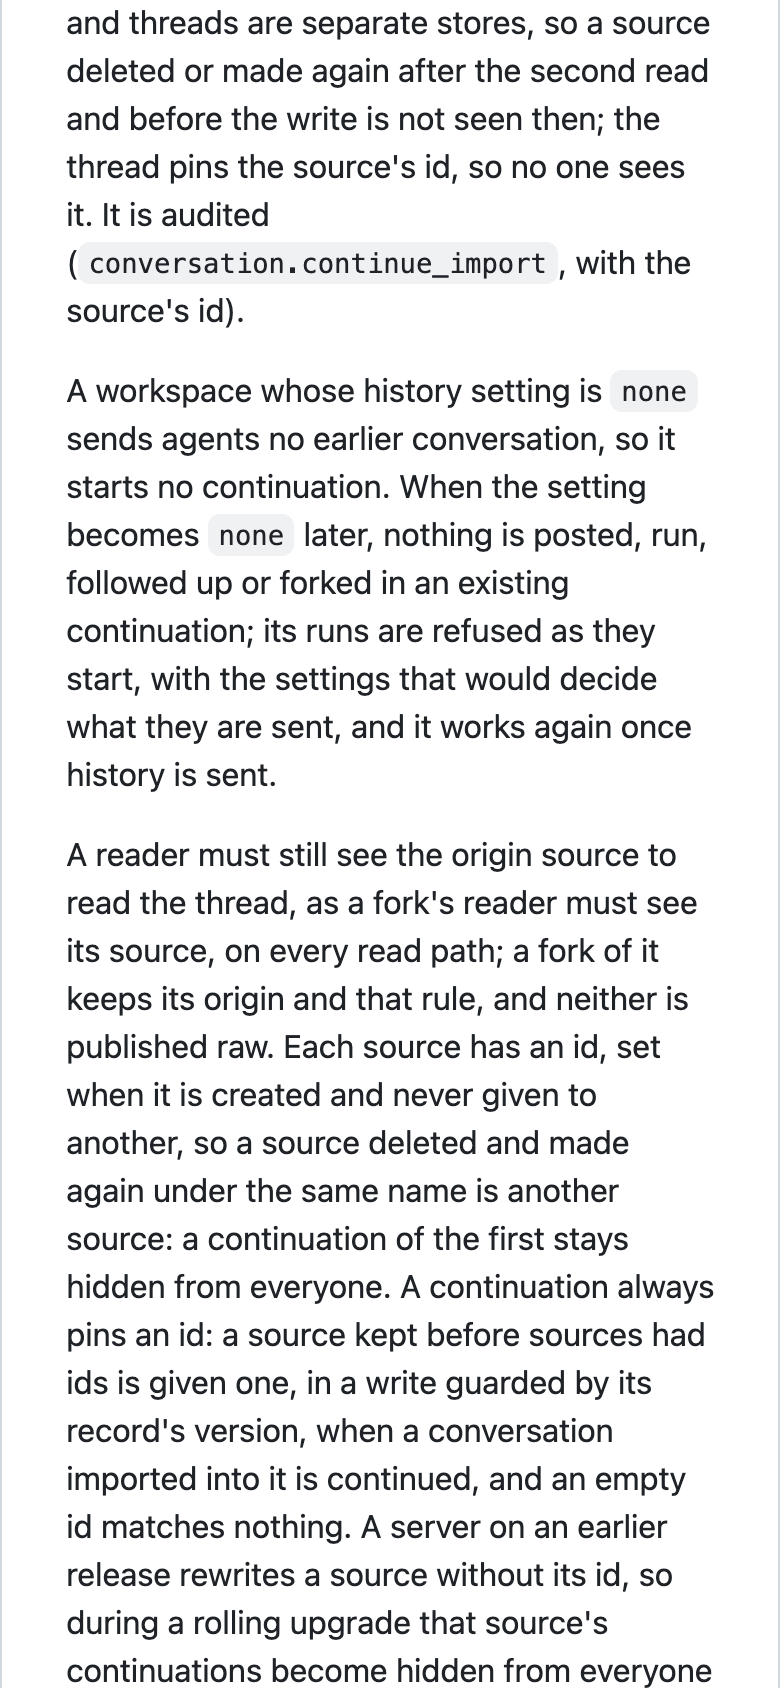 and threads are separate stores, so a source
deleted or made again after the second read
and before the write is not seen then; the
thread pins the source's id, so no one sees
it. It is audited
(conversation.continue_import, with the
source's id).
A workspace whose history setting is none
sends agents no earlier conversation, so it
starts no continuation. When the setting
becomes none later, nothing is posted, run,
followed up or forked in an existing
continuation; its runs are refused as they
start, with the settings that would decide
what they are sent, and it works again once
history is sent.
A reader must still see the origin source to
read the thread, as a fork's reader must see
its source, on every read path; a fork of it
keeps its origin and that rule, and neither is
published raw. Each source has an id, set
when it is created and never given to
another, so a source deleted and made
again under the same name is another
source: a continuation of the first stays
hidden from everyone. A continuation always
pins an id: a source kept before sources had
ids is given one, in a write guarded by its
record's version, when a conversation
imported into it is continued, and an empty
id matches nothing. A server on an earlier
release rewrites a source without its id, so
during a rolling upgrade that source's
continuations become hidden from everyone